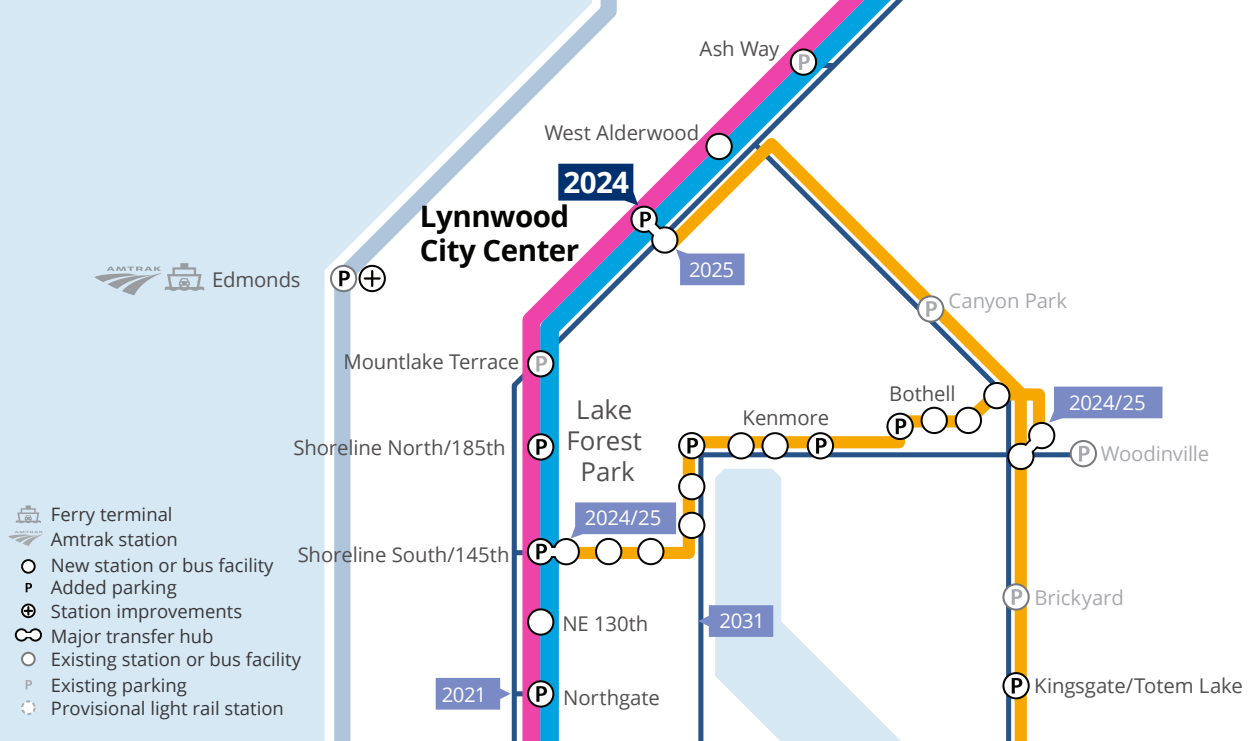 Ash Way
P
West Alderwood
2024
P
Lynnwood
City Center
2025
AMTRAK
Edmonds
P
Canyon Park
P
Mountlake Terrace
P
Bothell
P
2024/25
Lake
Forest
Park
Kenmore
P
P
Shoreline North/185th
P
Woodinville
P
2024/25
Shoreline South/145th
P
Ferry terminal
AMTRAK
Amtrak station
New station or bus facility
P
Added parking
Station improvements
Major transfer hub
Existing station or bus facility
P
Existing parking
Provisional light rail station
NE 130th
2031
P
Brickyard
2021
P
Northgate
P
Kingsgate/Totem Lake